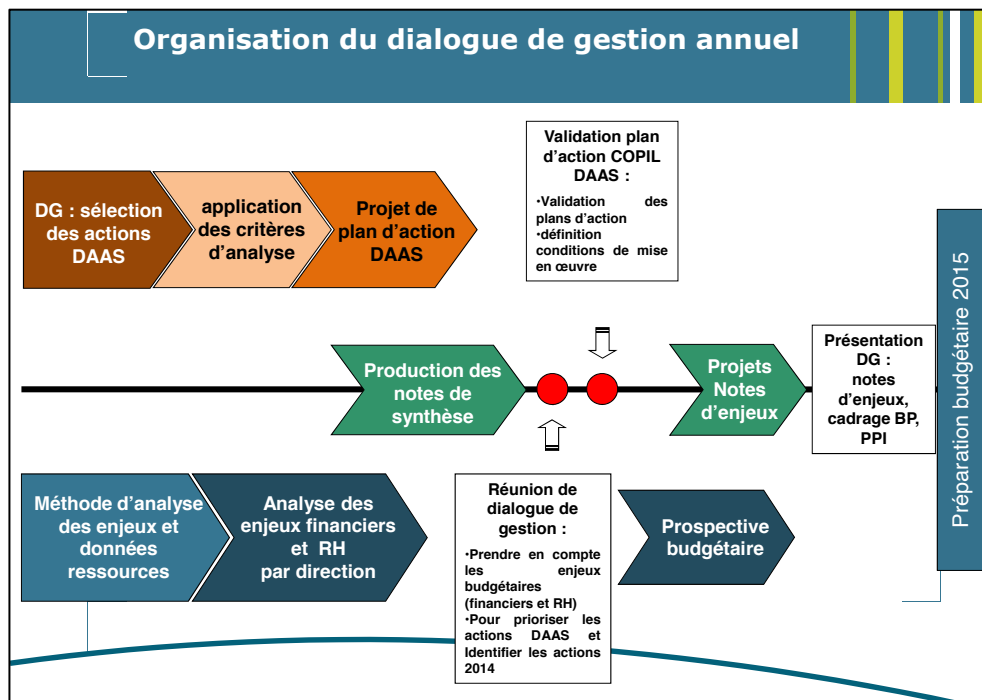 Organisation du dialogue de gestion annuel
Validation plan
d'action COPIL
DAAS :
•Validation des
plans d'action
•définition
conditions de mise
en œuvre
DG : sélection
des actions
DAAS
application
des critères
d'analyse
Projet de
plan d'action
DAAS
Production des
notes de
synthèse
Projets
Notes
d'enjeux
Présentation
DG :
notes
d'enjeux,
cadrage BP,
PPI
Préparation budgétaire 2015
Méthode d'analyse
des enjeux et
données
ressources
Analyse des
enjeux financiers
et RH
par direction
Réunion de
dialogue de
gestion :
•Prendre en compte
les enjeux
budgétaires
(financiers et RH)
•Pour prioriser les
actions DAAS et
Identifier les actions
2014
Prospective
budgétaire